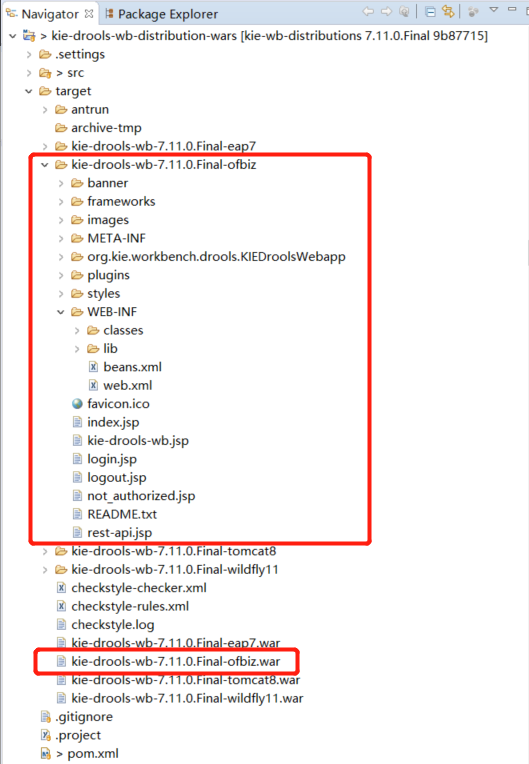 Navigator Package Explorer
> kie-drools-wb-distribution-wars [kie-wb-distributions 7.11.0.Final 9b87715]
.settings
> src
target
antrun
archive-tmp
kie-drools-wb-7.11.0.Final-eap7
kie-drools-wb-7.11.0.Final-ofbiz
banner
frameworks
images
META-INF
org.kie.workbench.drools.KIEDroolsWebapp
plugins
styles
WEB-INF
classes
lib
beans.xml
web.xml
favicon.ico
index.jsp
kie-drools-wb.jsp
login.jsp
logout.jsp
not_authorized.jsp
README.txt
rest-api.jsp
kie-drools-wb-7.11.0.Final-tomcat8
kie-drools-wb-7.11.0.Final-wildfly11
checkstyle-checker.xml
checkstyle-rules.xml
checkstyle.log
kie-drools-wb-7.11.0.Final-eap7.war
kie-drools-wb-7.11.0.Final-ofbiz.war
kie-drools-wb-7.11.0.Final-tomcat8.war
kie-drools-wb-7.11.0.Final-wildfly11.war
.gitignore
.project
> pom.xml